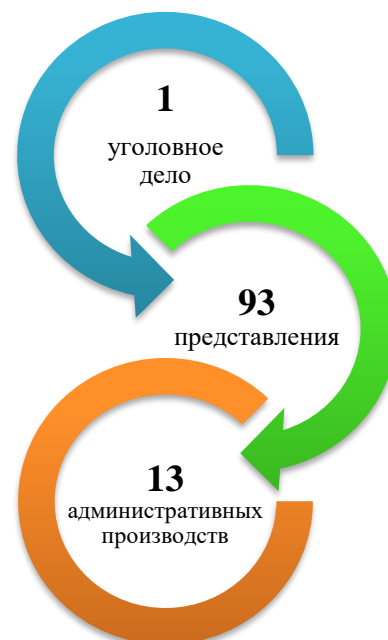 1
уголовное
дело
93
представления
13
административных
производств